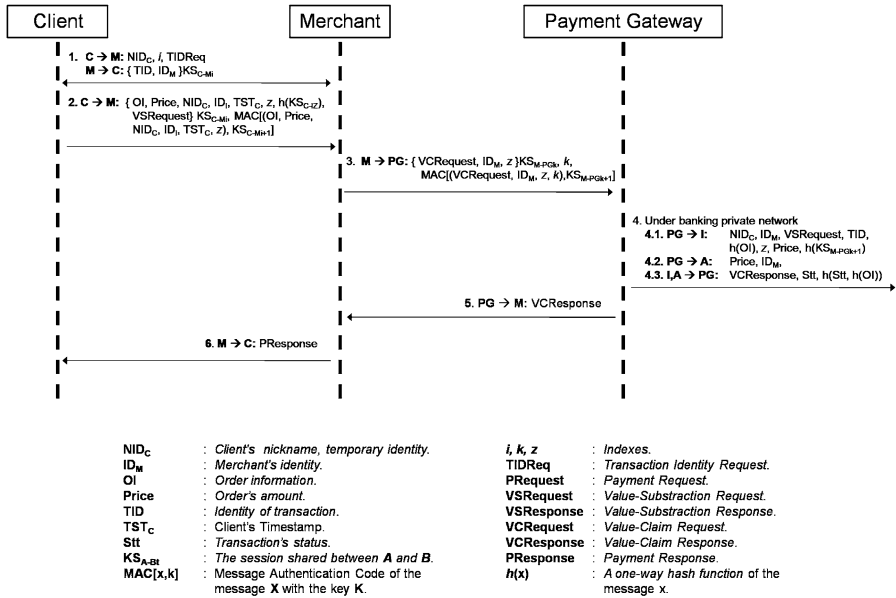 Client
Merchant
Payment Gateway
1. C → M: NIDC, i, TIDReq
M → C: { TID, IDM }KSC-Mi
2. C → M: { OI, Price, NIDC, IDI, TSTC, z, h(KSC-IZ),
VSRequest} KSC-Mi, MAC[(OI, Price,
NIDC, IDI, TSTC, z), KSC-Mi+1]
3. M → PG: { VCRequest, IDM, z }KSM-PGk, k,
MAC[(VCRequest, IDM, z, k),KSM-PGk+1]
4. Under banking private network
4.1. PG → I: NIDC, IDM, VSRequest, TID,
h(OI), z, Price, h(KSM-PGk+1)
4.2. PG → A: Price, IDM,
4.3. I,A → PG: VCResponse, Stt, h(Stt, h(OI))
5. PG → M: VCResponse
6. M → C: PResponse
NIDC : Client's nickname, temporary identity.
IDM : Merchant's identity.
OI : Order information.
Price : Order's amount.
TID : Identity of transaction.
TSTC : Client's Timestamp.
Stt : Transaction's status.
KSA-Bt : The session shared between A and B.
MAC[x,k] : Message Authentication Code of the
message X with the key K.
i, k, z : Indexes.
TIDReq : Transaction Identity Request.
PRequest : Payment Request.
VSRequest : Value-Substraction Request.
VSResponse : Value-Substraction Response.
VCRequest : Value-Claim Request.
VCResponse : Value-Claim Response.
PResponse : Payment Response.
h(x) : A one-way hash function of the
message x.